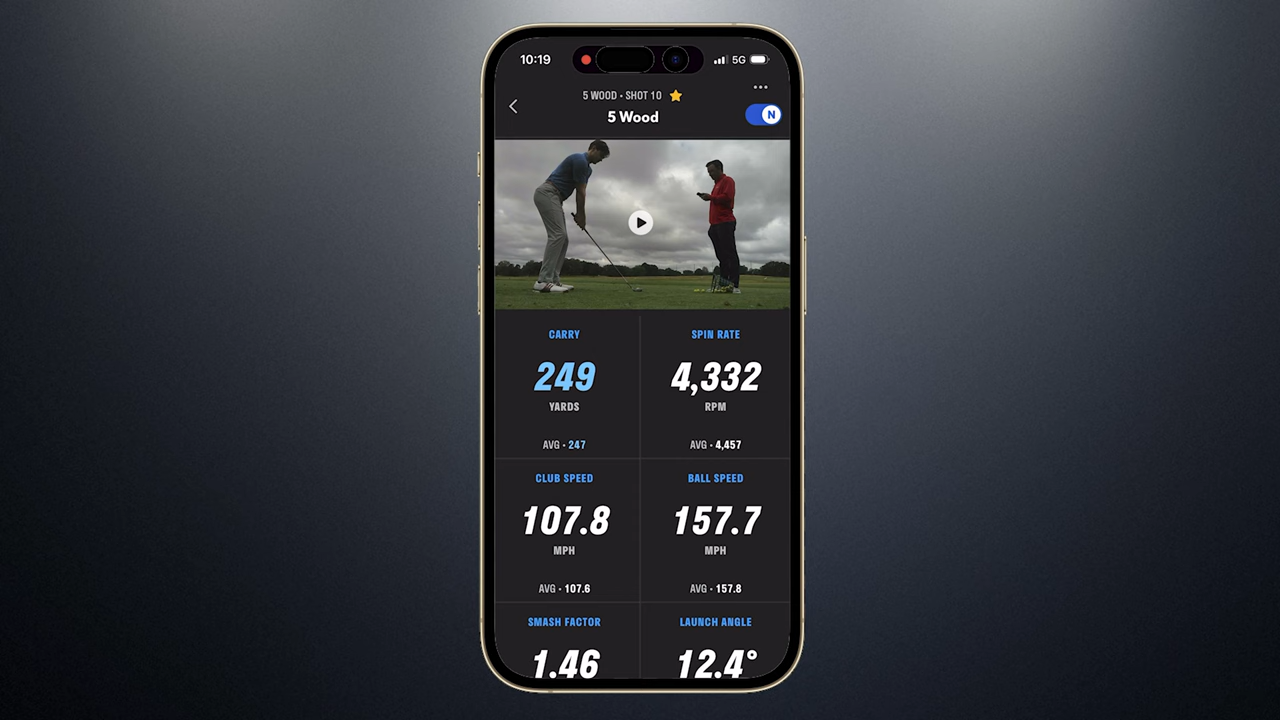 10:19
5G
5 WOOD • SHOT 10
5 Wood
N
CARRY
249
YARDS
AVG • 247
SPIN RATE
4,332
RPM
AVG • 4,457
CLUB SPEED
107.8
MPH
AVG • 107.6
BALL SPEED
157.7
MPH
AVG • 157.8
SMASH FACTOR
1.46
LAUNCH ANGLE
12.4°